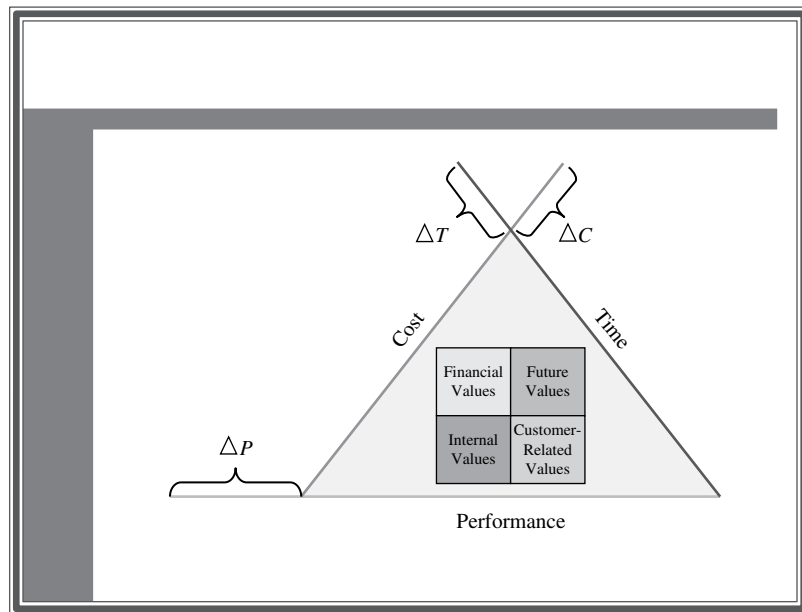 △T
△C
Cost
Time
Financial
Values
Future
Values
Internal
Values
Customer-
Related
Values
△P
Performance